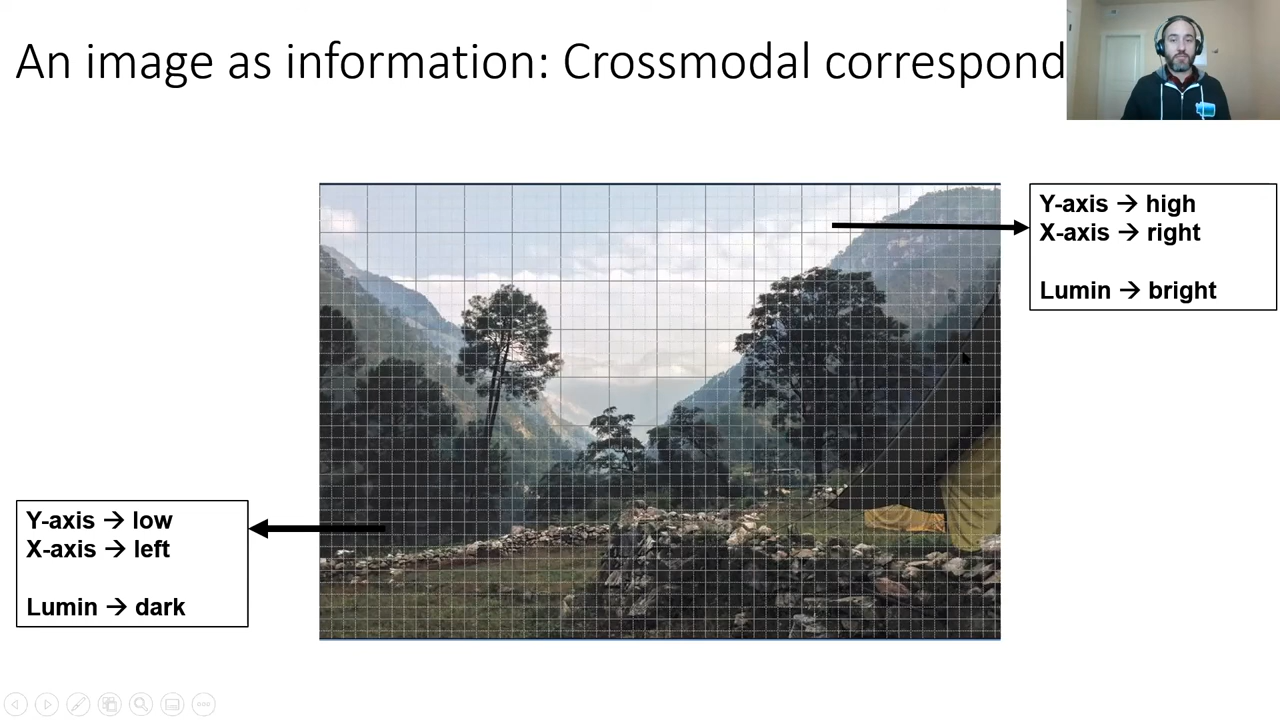 An image as information: Crossmodal correspond
Y-axis → high
X-axis → right
Lumin → bright
Y-axis → low
X-axis → left
Lumin → dark